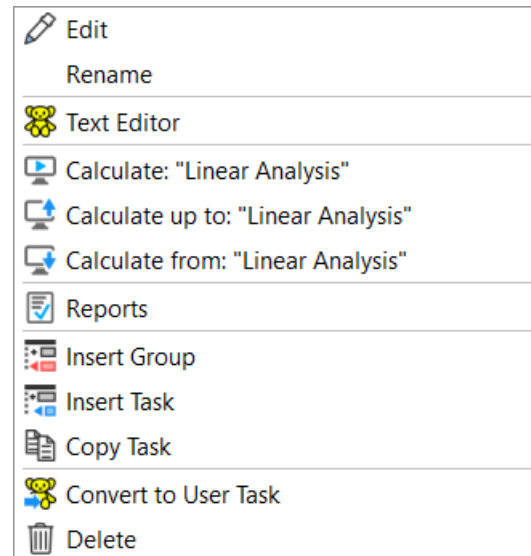 Edit
Rename
Text Editor
Calculate: "Linear Analysis"
Calculate up to: "Linear Analysis"
Calculate from: "Linear Analysis"
Reports
Insert Group
Insert Task
Copy Task
Convert to User Task
Delete